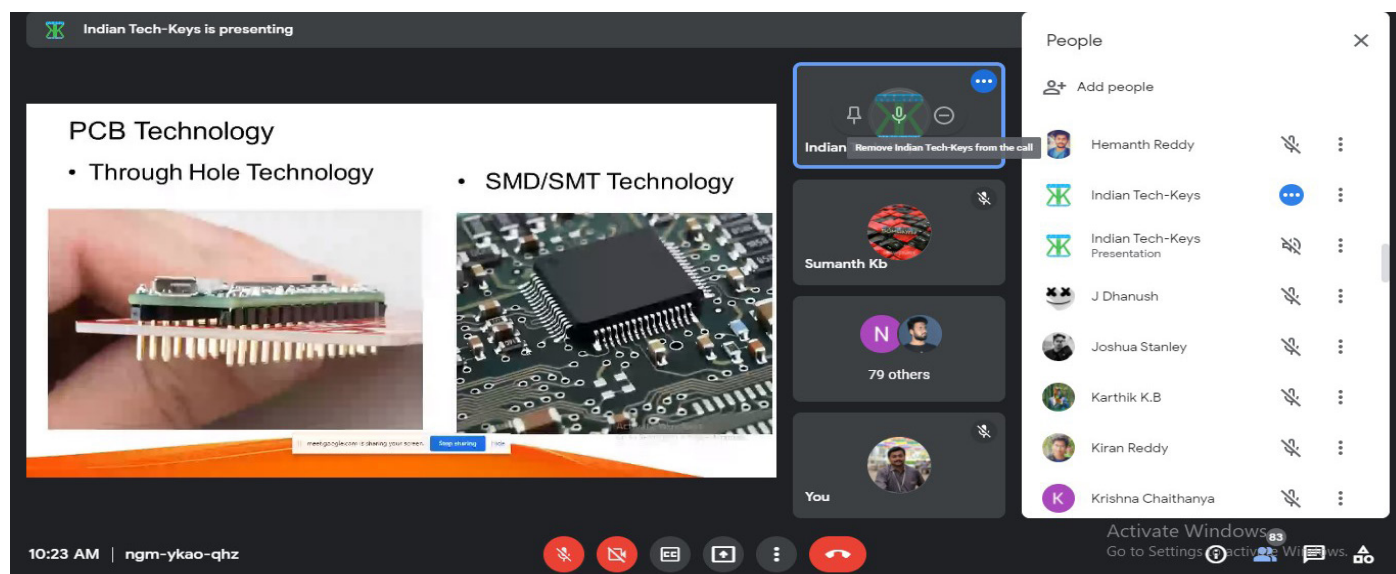 Indian Tech-Keys is presenting
PCB Technology
• Through Hole Technology
• SMD/SMT Technology
meet.google.com is sharing your screen.
Stop sharing
Hide
Indian
Remove Indian Tech-Keys from the call
Sumanth Kb
N
79 others
You
People
Add people
Hemanth Reddy
Indian Tech-Keys
Indian Tech-Keys
Presentation
J Dhanush
Joshua Stanley
Karthik K.B
Kiran Reddy
K
Krishna Chaithanya
Activate Windows
Go to Settings to activate Windows.
83
10:23 AM | ngm-ykao-qhz
CC